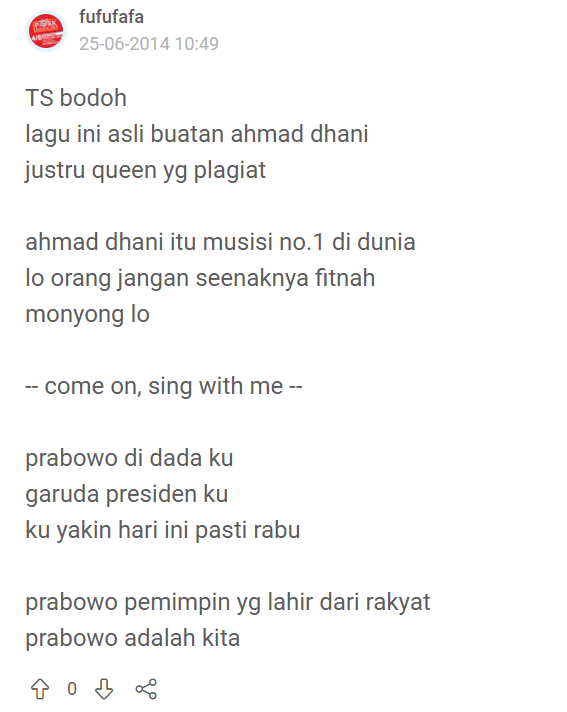 fufufafa
25-06-2014 10:49
TS bodoh
lagu ini asli buatan ahmad dhani
justru queen yg plagiat
ahmad dhani itu musisi no.1 di dunia
lo orang jangan seenaknya fitnah
monyong lo
-- come on, sing with me --
prabowo di dada ku
garuda presiden ku
ku yakin hari ini pasti rabu
prabowo pemimpin yg lahir dari rakyat
prabowo adalah kita
0